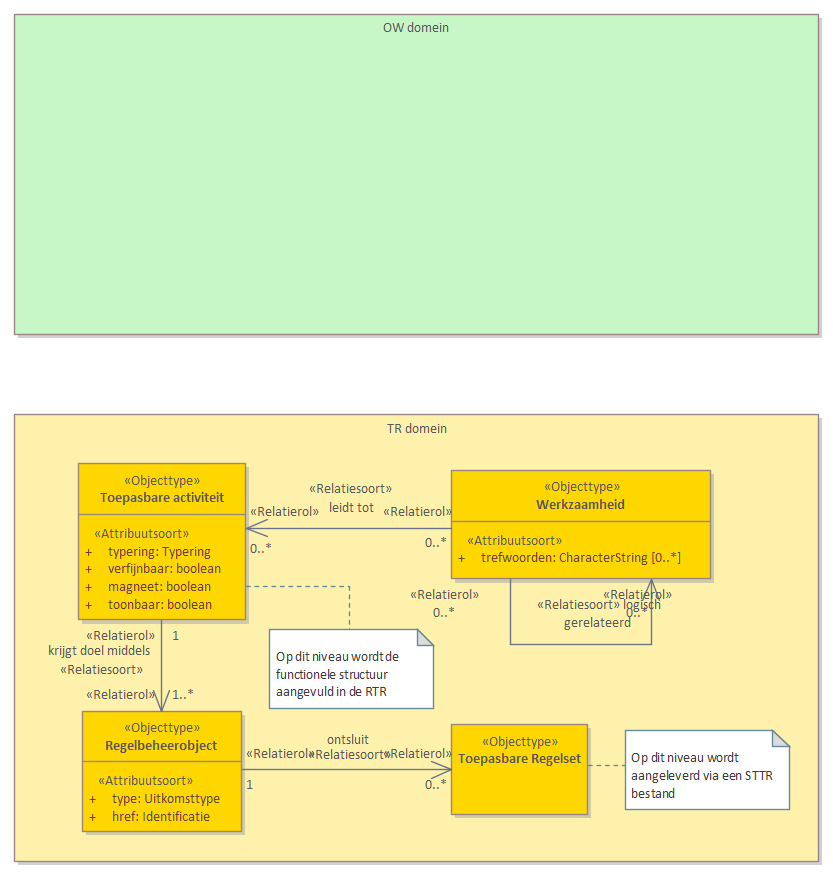 OW domein
TR domein
«Objecttype»
Toepasbare activiteit
«Attribuutsoort»
+ typering: Typering
+ verfijnbaar: boolean
+ magneet: boolean
+ toonbaar: boolean
«Relatiesoort»
leidt tot
«Relatierol»
«Relatierol»
0..*
0..*
«Objecttype»
Werkzaamheid
«Attribuutsoort»
+ trefwoorden: CharacterString [0..*]
«Relatierol»
0..*
«Relatierol»
0..*
«Relatiesoort» logisch
gerelateerd
«Relatierol»
1
krijgt doel middels
«Relatiesoort»
«Relatierol»
1..*
Op dit niveau wordt de
functionele structuur
aangevuld in de RTR
«Objecttype»
Regelbeheerobject
«Attribuutsoort»
+ type: Uitkomsttype
+ href: Identificatie
ontsluit
«Relatierol»
«Relatiesoort»
«Relatierol»
1
0..*
«Objecttype»
Toepasbare Regelset
Op dit niveau wordt
aangeleverd via een STTR
bestand